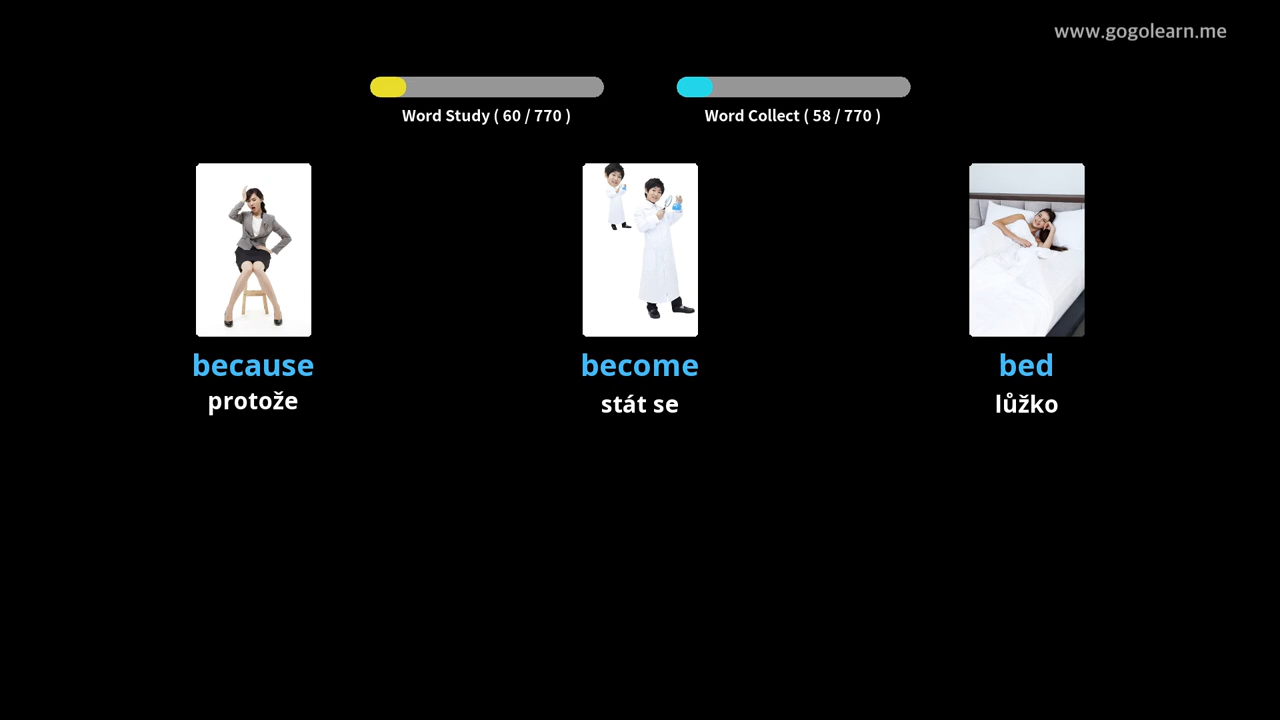 www.gogolearn.me
Word Study ( 60 / 770 )
Word Collect ( 58 / 770 )
because
protože
become
stát se
bed
lůžko